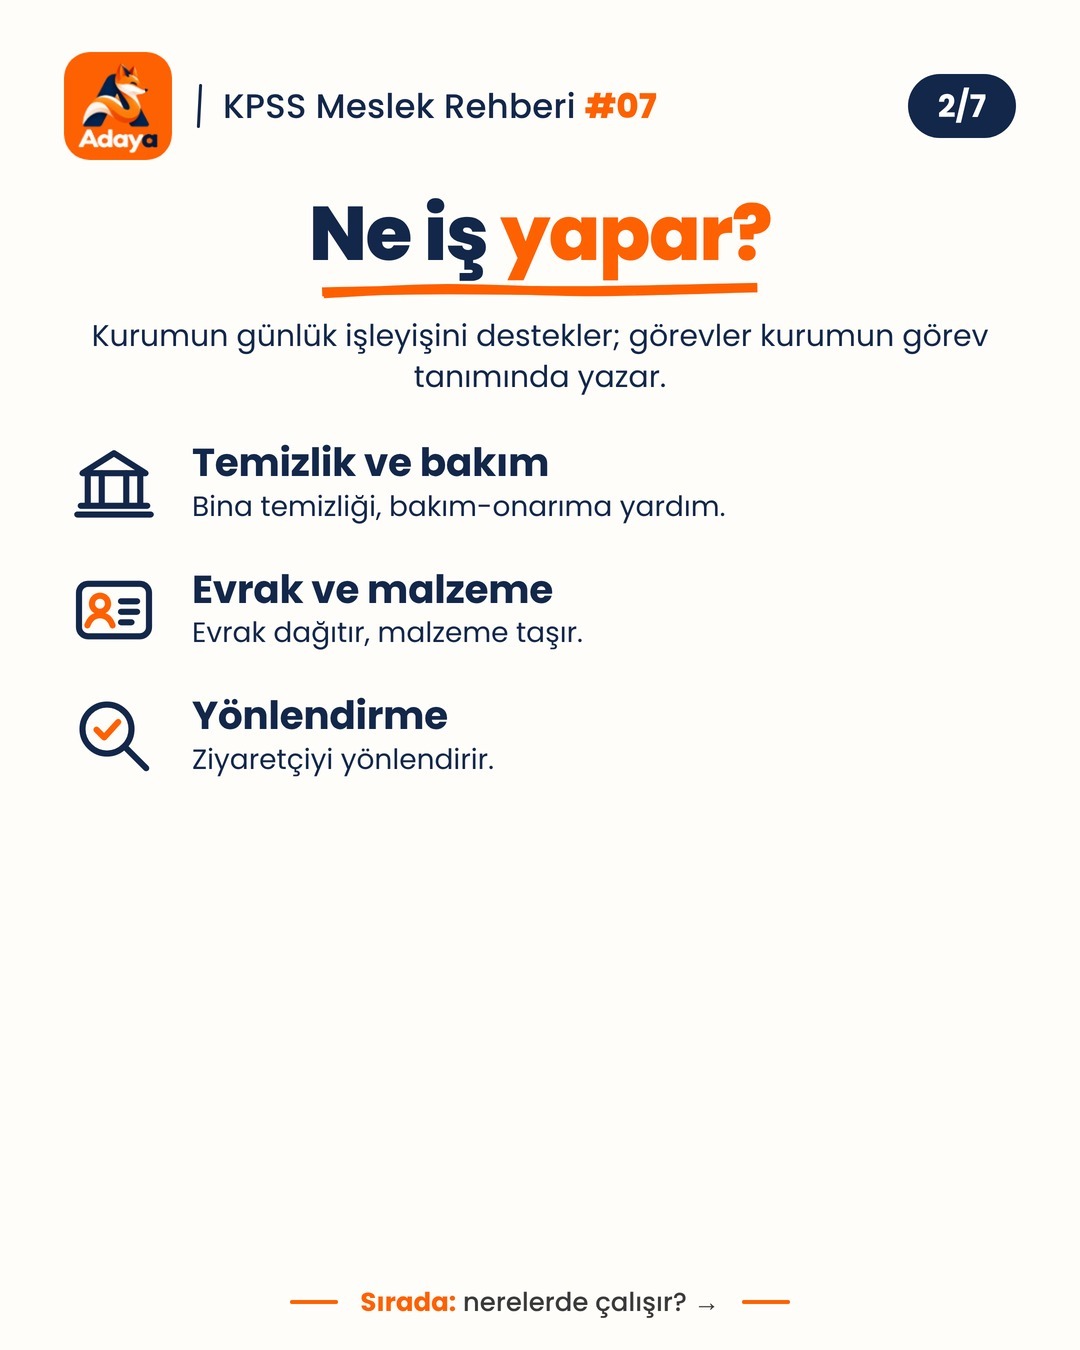 Adaya
KPSS Meslek Rehberi #07
2/7
Ne iş yapar?
Kurumun günlük işleyişini destekler; görevler kurumun görev
tanımında yazar.
Temizlik ve bakım
Bina temizliği, bakım-onarıma yardım.
Evrak ve malzeme
Evrak dağıtır, malzeme taşır.
Yönlendirme
Ziyaretçiyi yönlendirir.
Sırada: nerelerde çalışır? →